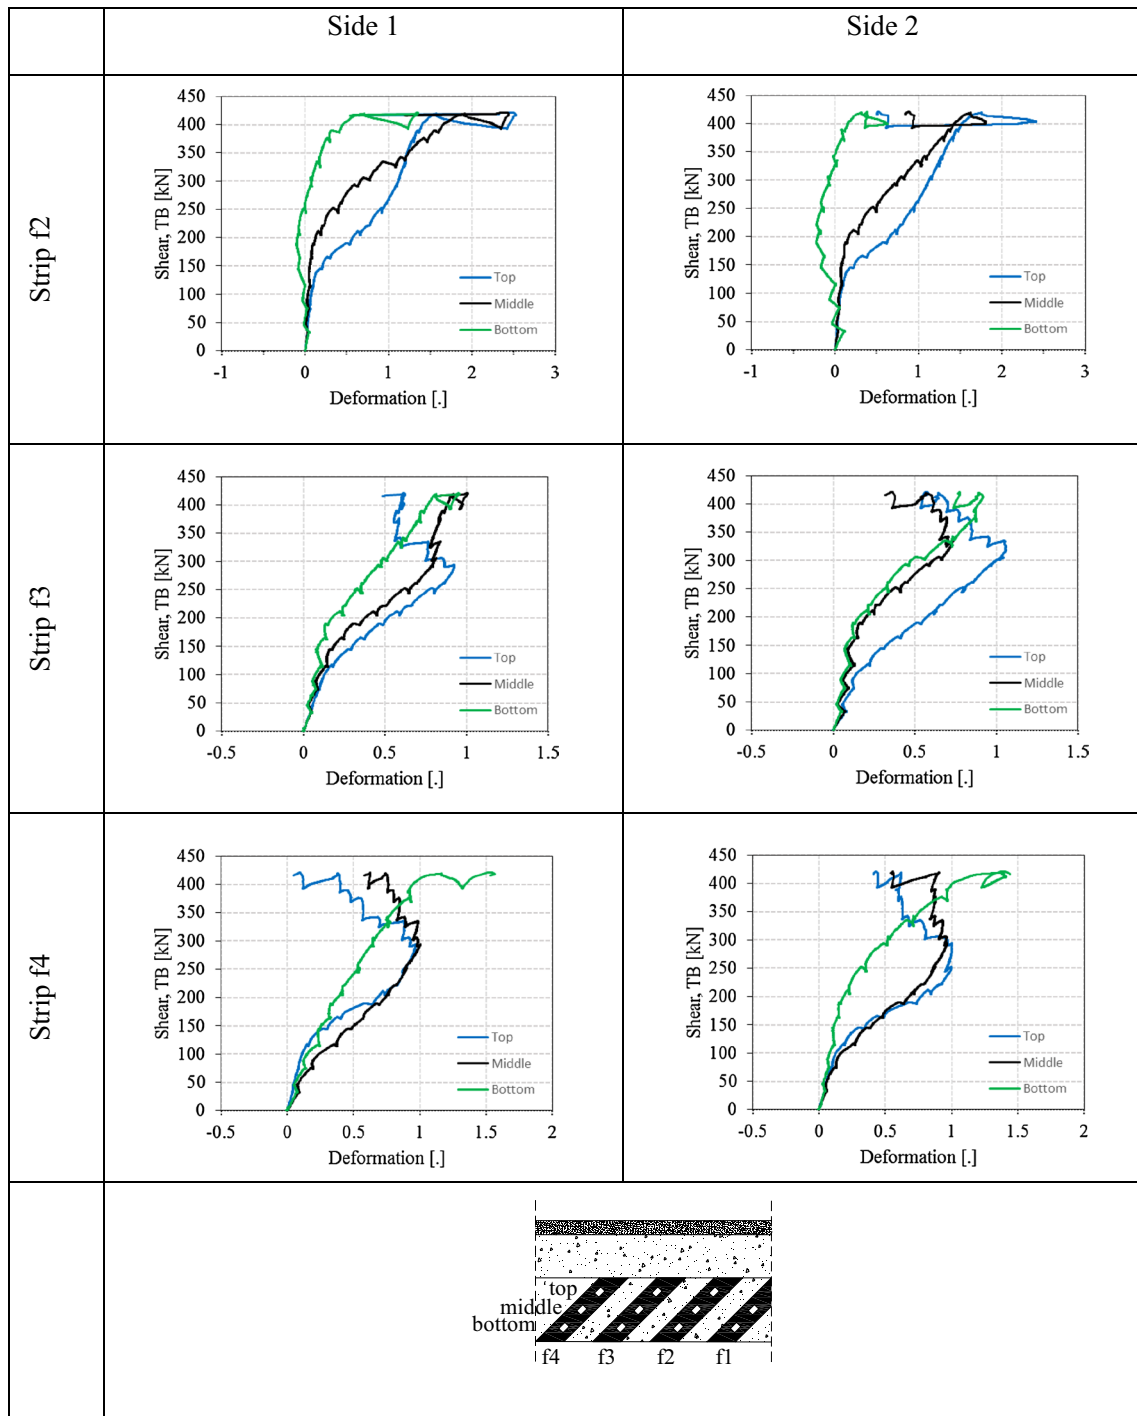 Side 1 Side 2
Strip f2
Shear, TB [kN]
450
400
350
300
250
200
150
100
50
0
-1 0 1 2 3
Deformation [.]
Top
Middle
Bottom
Shear, TB [kN]
450
400
350
300
250
200
150
100
50
0
-1 0 1 2 3
Deformation [.]
Top
Middle
Bottom
Strip f3
Shear, TB [kN]
450
400
350
300
250
200
150
100
50
0
-0.5 0 0.5 1 1.5
Deformation [.]
Top
Middle
Bottom
Shear, TB [kN]
450
400
350
300
250
200
150
100
50
0
-0.5 0 0.5 1 1.5
Deformation [.]
Top
Middle
Bottom
Strip f4
Shear, TB [kN]
450
400
350
300
250
200
150
100
50
0
-0.5 0 0.5 1 1.5 2
Deformation [.]
Top
Middle
Bottom
Shear, TB [kN]
450
400
350
300
250
200
150
100
50
0
-0.5 0 0.5 1 1.5 2
Deformation [.]
Top
Middle
Bottom
top
middle
bottom
f4 f3 f2 f1